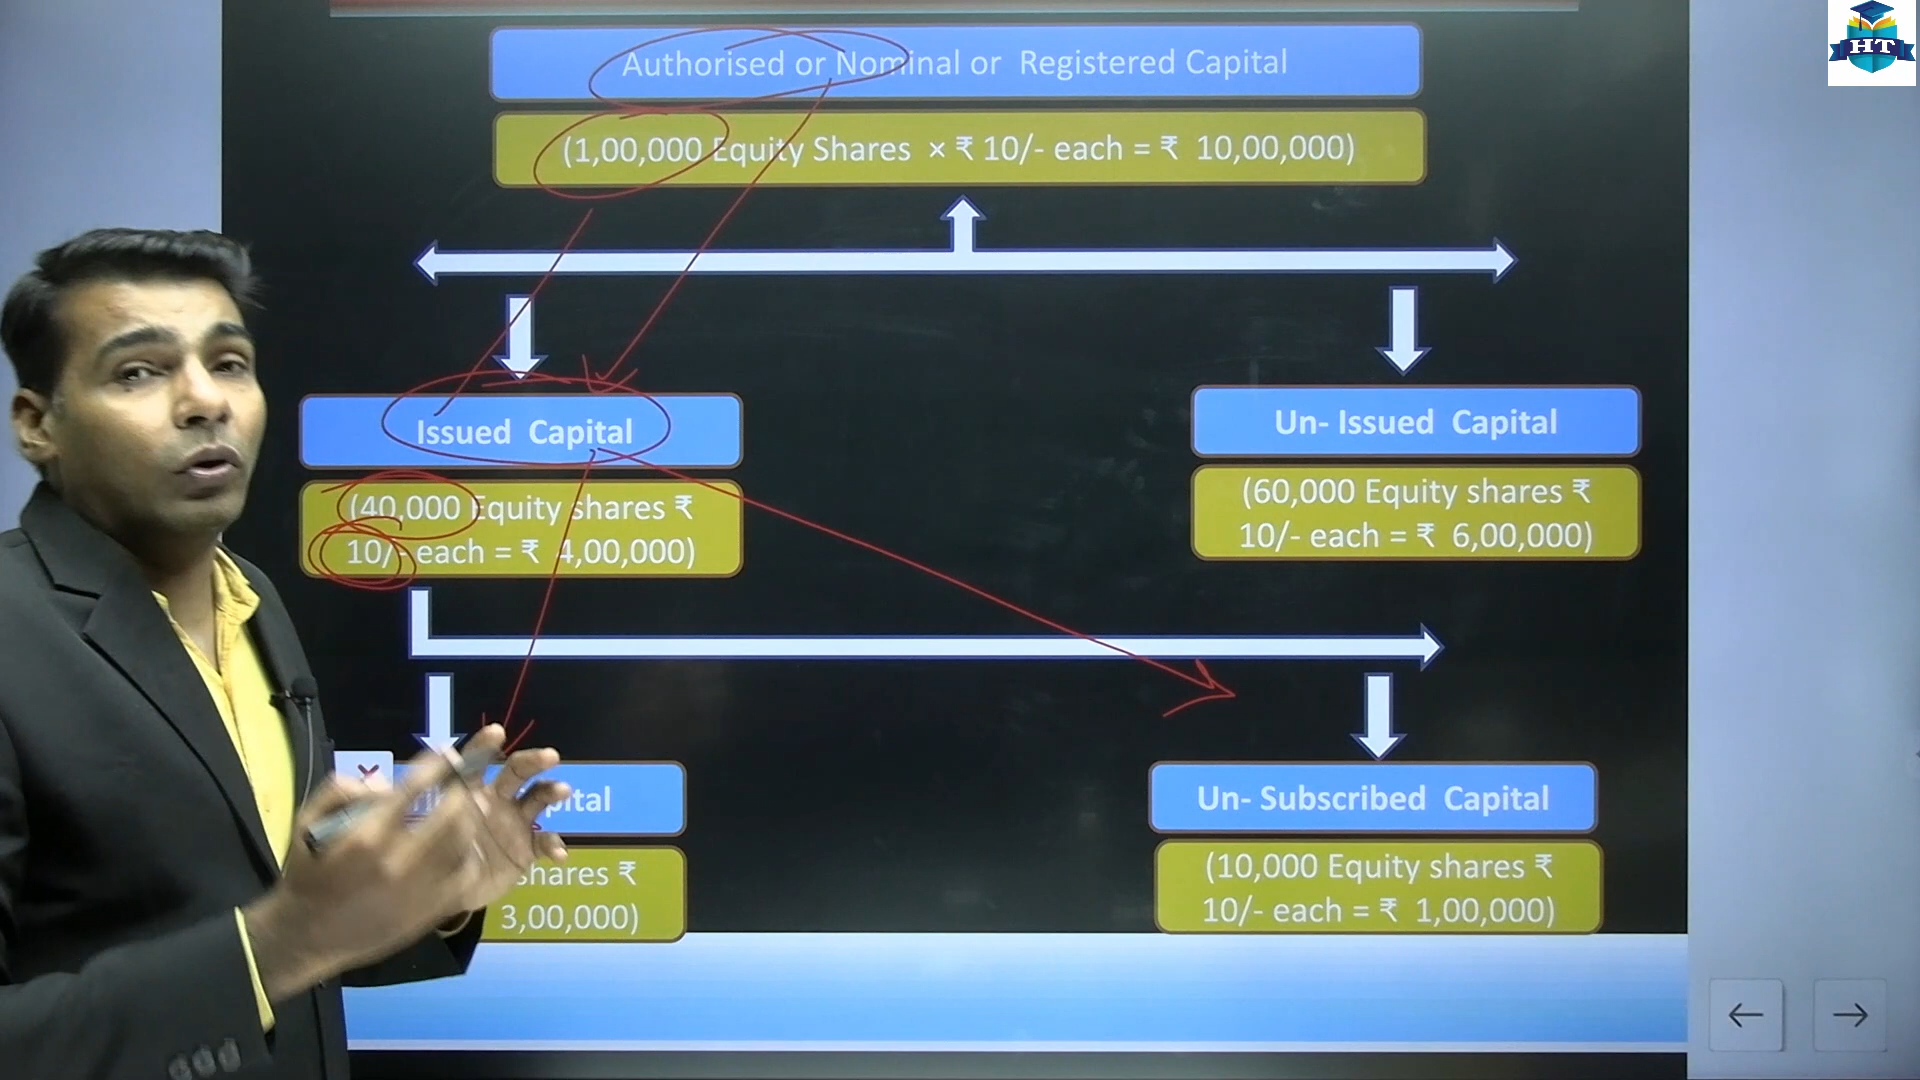 HT
Authorised or Nominal or Registered Capital
(1,00,000 Equity Shares × ₹ 10/- each = ₹ 10,00,000)
Issued Capital
(40,000 Equity shares ₹
10/- each = ₹ 4,00,000)
Un- Issued Capital
(60,000 Equity shares ₹
10/- each = ₹ 6,00,000)
shares ₹
3,00,000)
Un- Subscribed Capital
(10,000 Equity shares ₹
10/- each = ₹ 1,00,000)